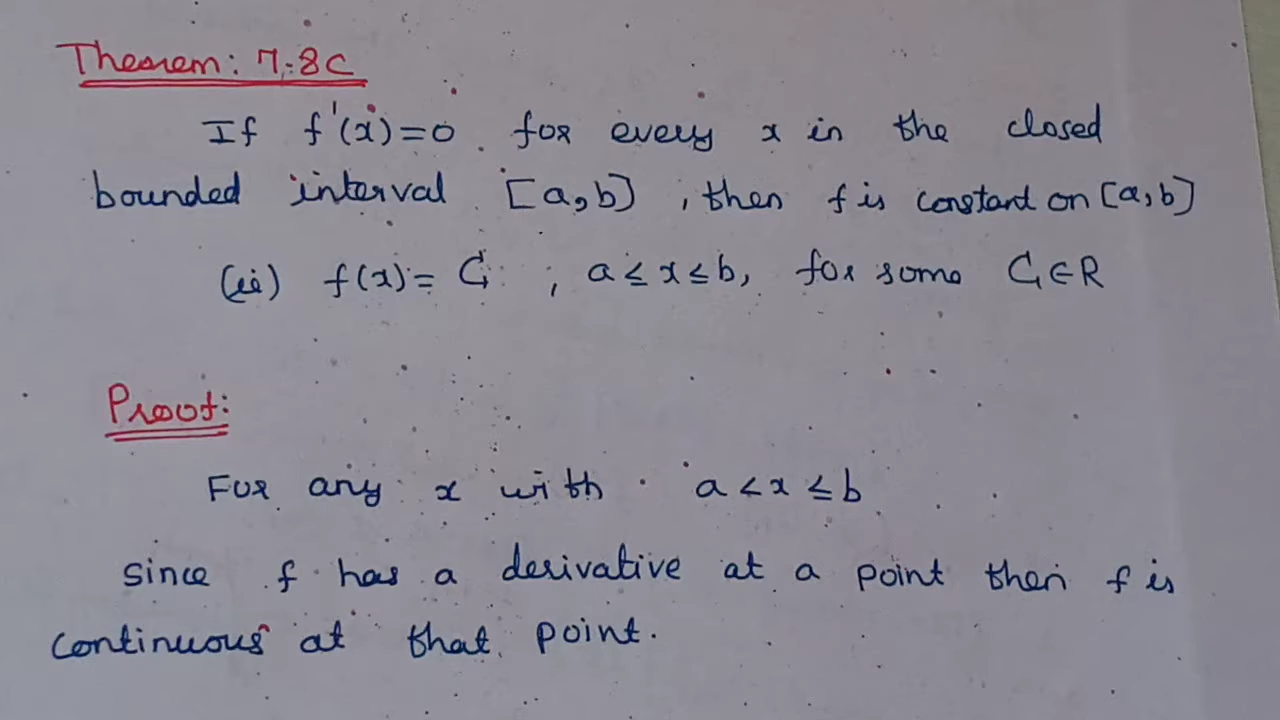 Theorem: 7.8C
If f'(x)=0 for every x in the closed
bounded interval [a,b], then f is constant on [a,b]
(ie) f(x)= C, a≤x≤b, for some C∈R
Proof:
For any x with a<x≤b
since f has a derivative at a point then f is
continuous at that point.